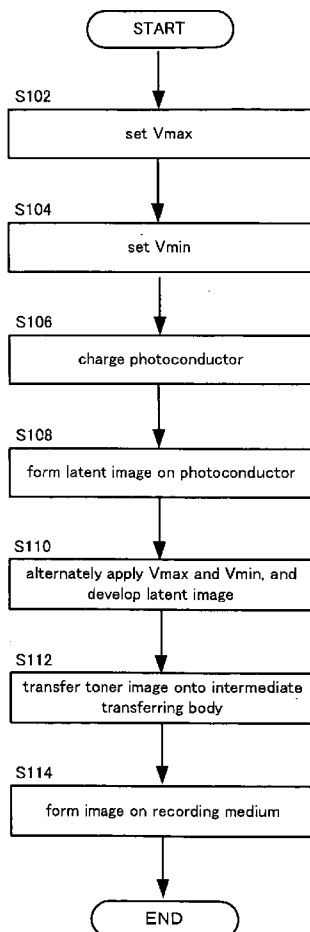 START
S102
set Vmax
S104
set Vmin
S106
charge photoconductor
S108
form latent image on photoconductor
S110
alternately apply Vmax and Vmin, and
develop latent image
S112
transfer toner image onto intermediate
transferring body
S114
form image on recording medium
END